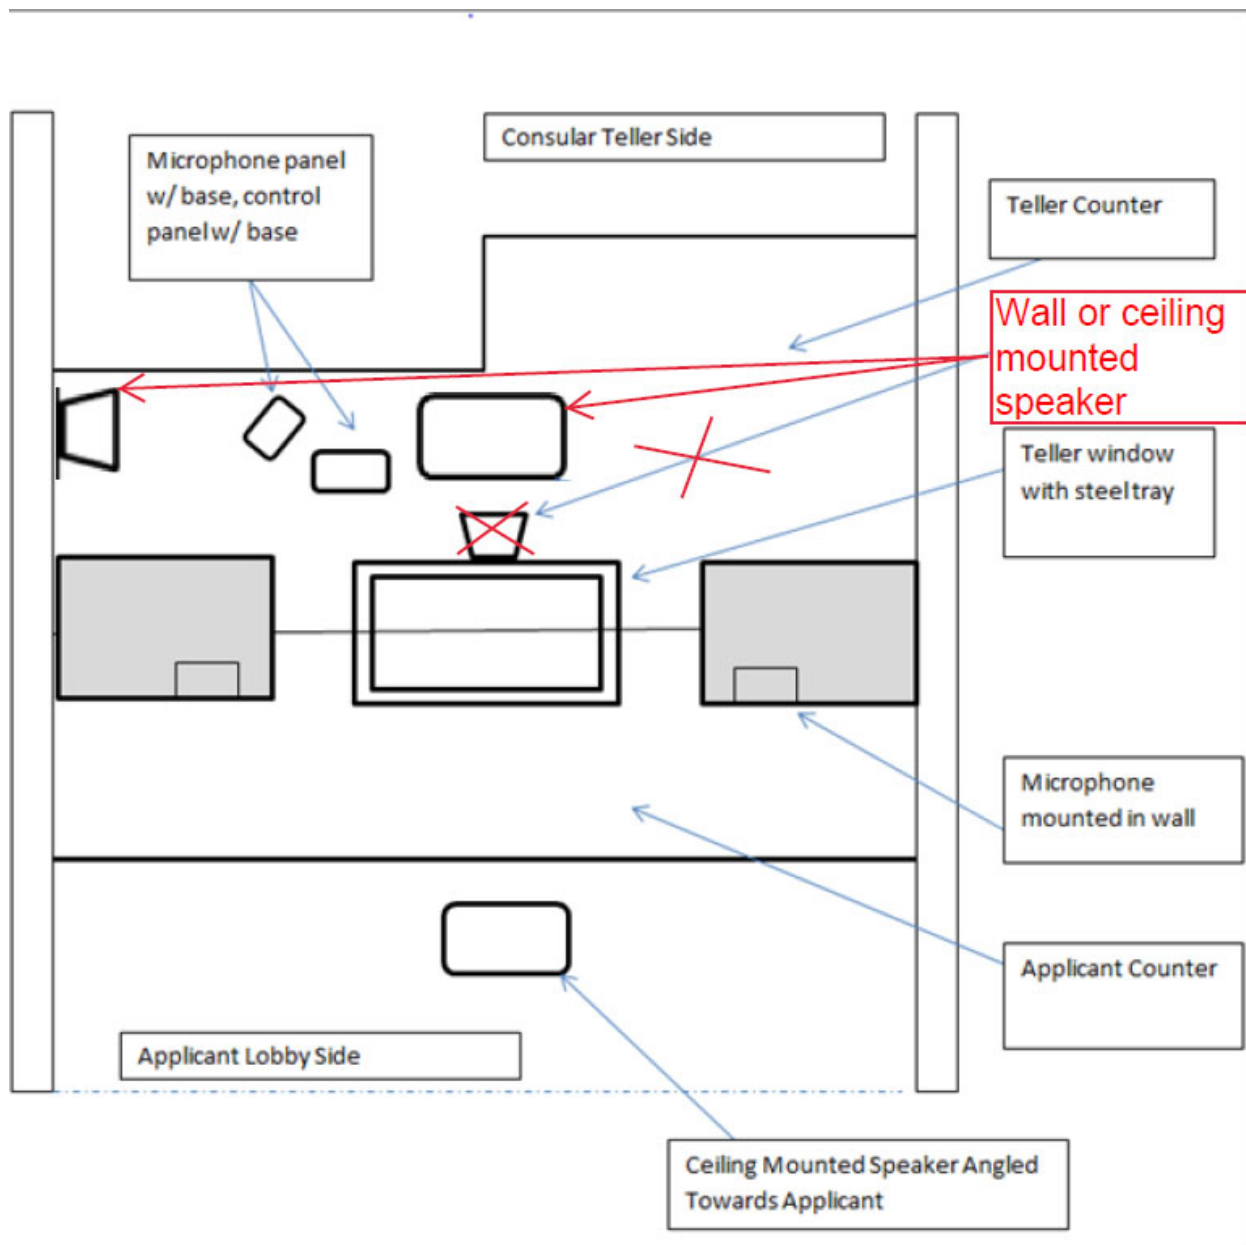 Consular Teller Side
Microphone panel
w/ base, control
panel w/ base
Teller Counter
Wall or ceiling
mounted
speaker
Teller window
with steel tray
Microphone
mounted in wall
Applicant Counter
Applicant Lobby Side
Ceiling Mounted Speaker Angled
Towards Applicant